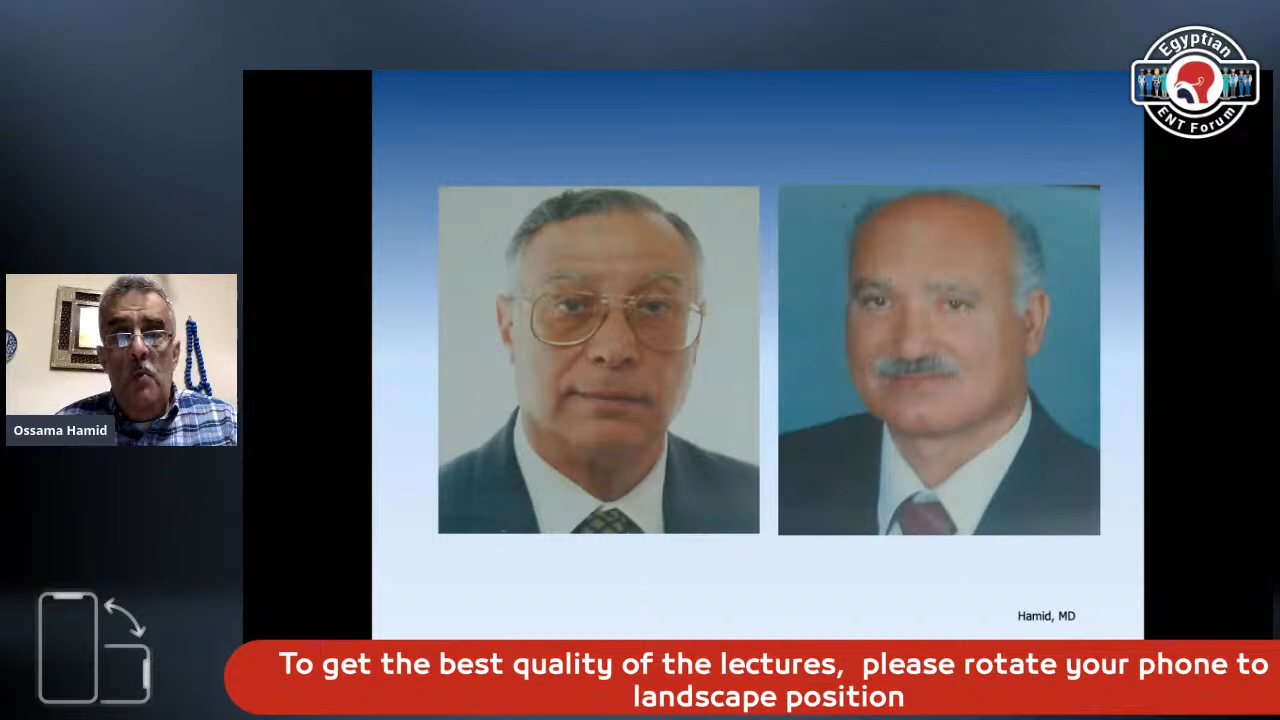 Egyptian
ENT Forum
Ossama Hamid
Hamid, MD
To get the best quality of the lectures, please rotate your phone to
landscape position